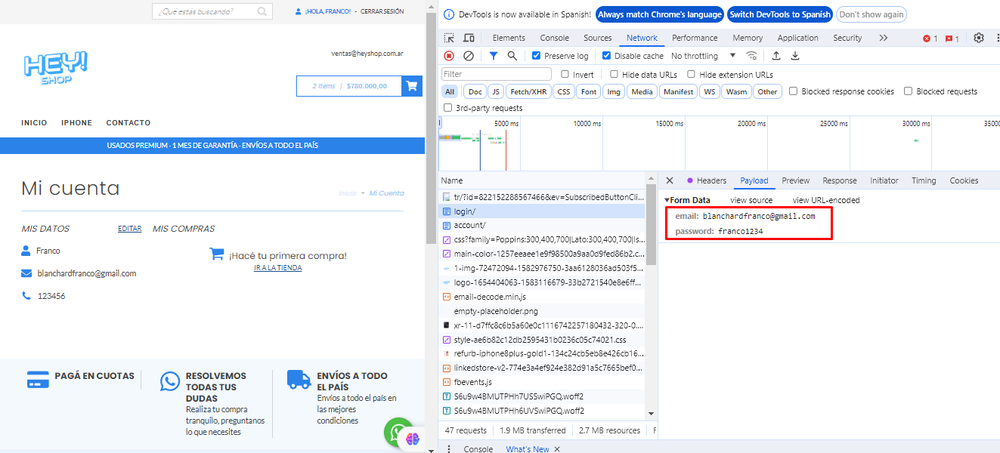 ¿Qué estás buscando?
¡HOLA, FRANCO! - CERRAR SESIÓN
HEY!
SHOP
ventas@heyshop.com.ar
2 Items | $780.000,00
INICIO IPHONE CONTACTO
USADOS PREMIUM - 1 MES DE GARANTÍA - ENVÍOS A TODO EL PAÍS
Mi cuenta
Inicio - Mi Cuenta
MIS DATOS EDITAR MIS COMPRAS
Franco
blanchardfranco@gmail.com
123456
¡Hacé tu primera compra!
IR A LA TIENDA
PAGÁ EN CUOTAS
RESOLVEMOS
TODAS TUS
DUDAS
Realiza tu compra
tranquilo, preguntanos
lo que necesites
ENVÍOS A TODO
EL PAÍS
Envíos a todo el país en
las mejores
condiciones
DevTools is now available in Spanish! Always match Chrome's language Switch DevTools to Spanish Don't show again
Elements Console Sources Network Performance Memory Application Security 1 1
Preserve log Disable cache No throttling
Filter Invert Hide data URLs Hide extension URLs
All Doc JS Fetch/XHR CSS Font Img Media Manifest WS Wasm Other Blocked response cookies Blocked requests
3rd-party requests
5000 ms 10000 ms 15000 ms 20000 ms 25000 ms 30000 ms 35000
Name
tr/?id=822152288567466&ev=SubscribedButtonCli...
login/
account/
css?family=Poppins:300,400,700|Lato:300,400,700|Is...
main-color-1257eeaee1e9f98500a9aa0d9fed86b2.c...
1-img-72472094-1582976750-3aa6128036ad503f5...
logo-1654404063-1583116679-33b2721540e8e6ff...
email-decode.min.js
empty-placeholder.png
xr-11-d7ffc8c6b5a60e0c1116742257180432-320-0....
style-ae6b82c12db2595431b0236c05c74021.css
refurb-iphone8plus-gold1-134c24cb5eb8e426cb16...
linkedstore-v2-774e3a4ef924e382d91a5c7665bef0...
fbevents.js
S6u9w4BMUTPHh7USSwiPGQ.woff2
S6u9w4BMUTPHh6UVSwiPGQ.woff2
47 requests 1.9 MB transferred 2.7 MB resources F
Headers Payload Preview Response Initiator Timing Cookies
Form Data view source view URL-encoded
email: blanchardfranco@gmail.com
password: franco1234
Console What's New